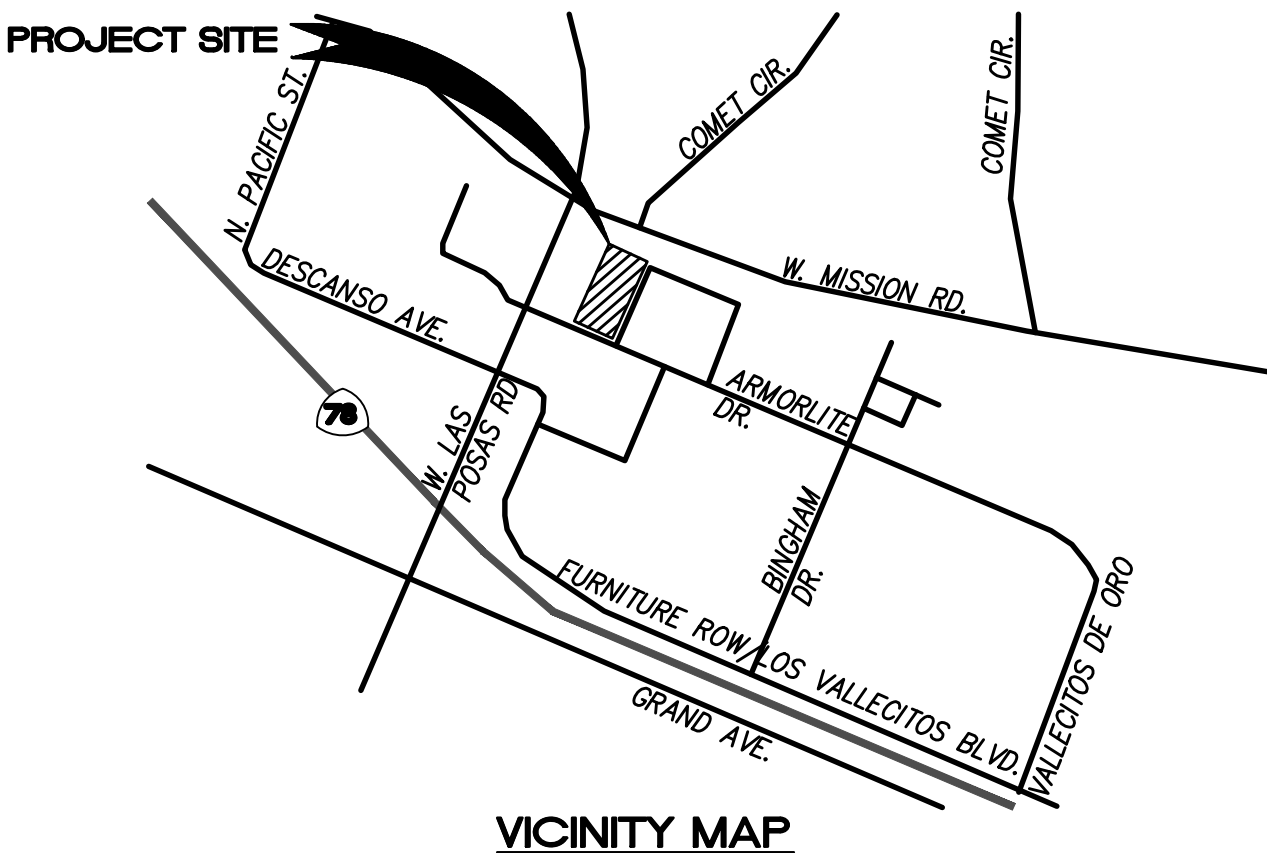 PROJECT SITE
N. PACIFIC ST.
COMET CIR.
COMET CIR.
DESCANSO AVE.
W. MISSION RD.
78
W. LAS
POSAS RD
ARMORLITE
DR.
BINGHAM
DR.
FURNITURE ROW/LOS VALLECITOS BLVD.
VALLECITOS DE ORO
GRAND AVE.
VICINITY MAP